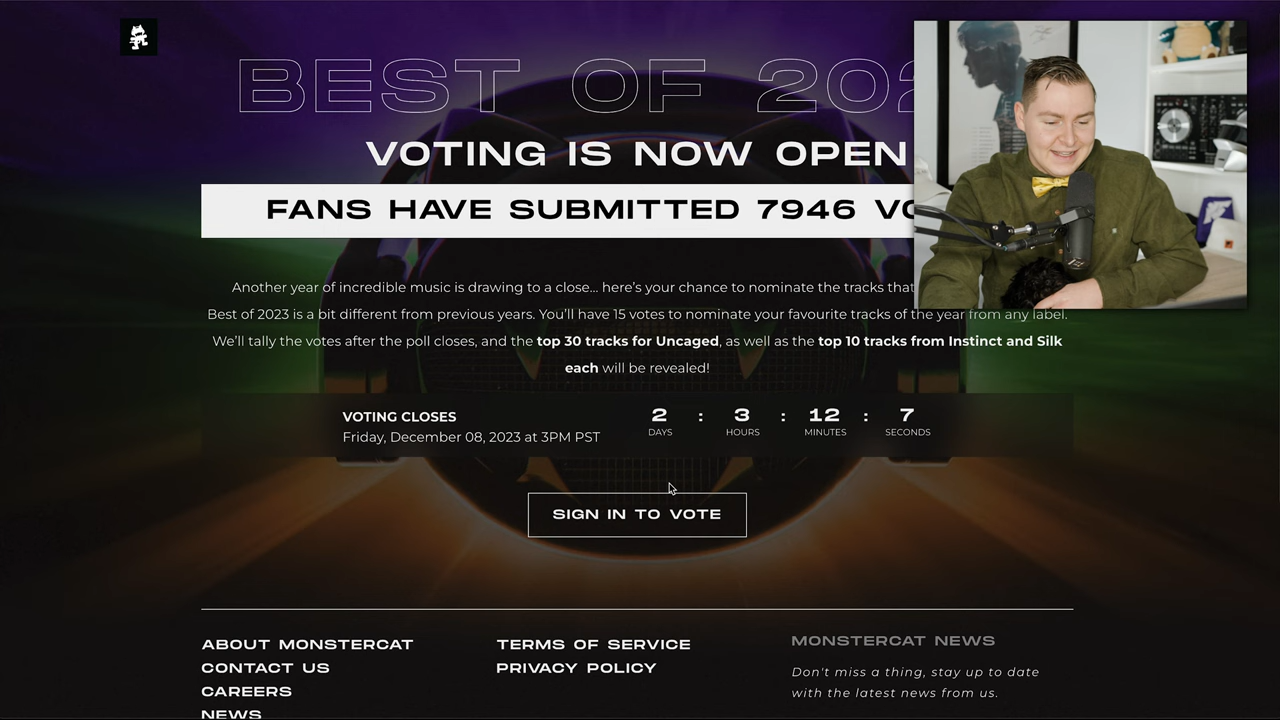 BEST OF 202
VOTING IS NOW OPEN
FANS HAVE SUBMITTED 7946
Another year of incredible music is drawing to a close... here's your chance to nominate the tracks that
Best of 2023 is a bit different from previous years. You'll have 15 votes to nominate your favourite tracks of the year from any label.
We'll tally the votes after the poll closes, and the top 30 tracks for Uncaged, as well as the top 10 tracks from Instinct and Silk
each will be revealed!
VOTING CLOSES
Friday, December 08, 2023 at 3PM PST
2 : 3 : 12 : 7
DAYS HOURS MINUTES SECONDS
SIGN IN TO VOTE
ABOUT MONSTERCAT
CONTACT US
CAREERS
NEWS
TERMS OF SERVICE
PRIVACY POLICY
MONSTERCAT NEWS
Don't miss a thing, stay up to date
with the latest news from us.